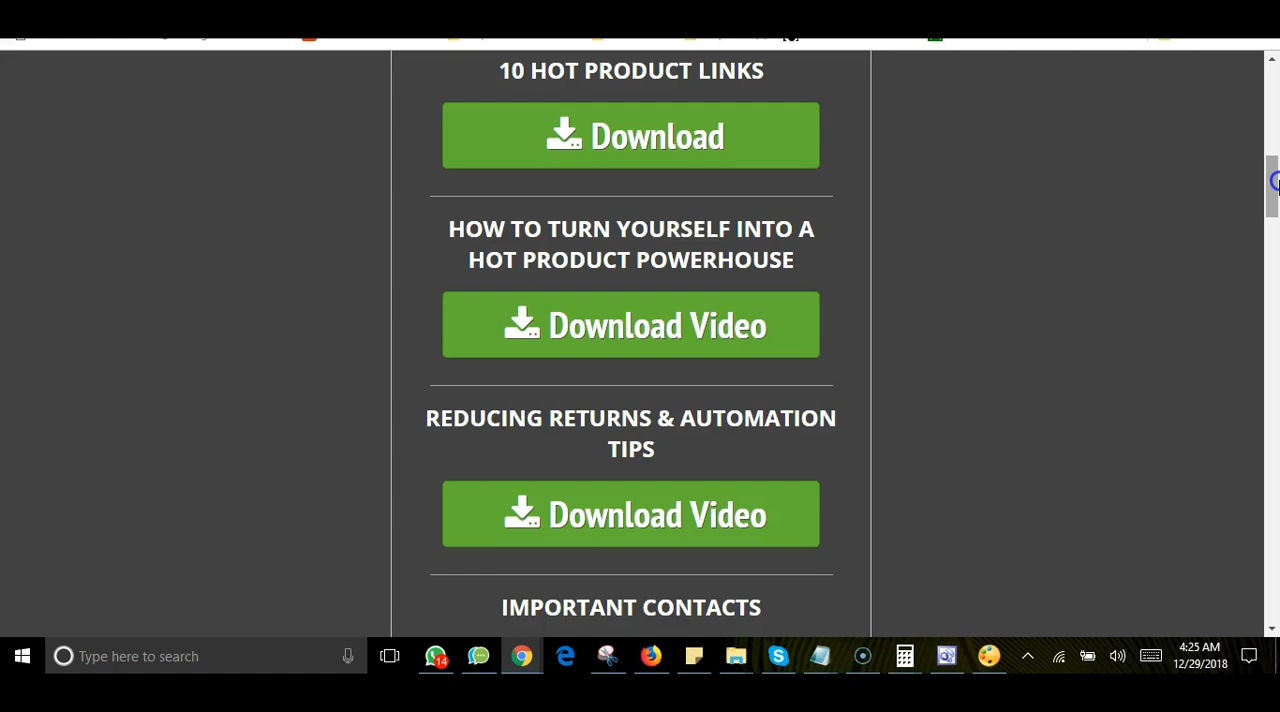 10 HOT PRODUCT LINKS
Download
HOW TO TURN YOURSELF INTO A
HOT PRODUCT POWERHOUSE
Download Video
REDUCING RETURNS & AUTOMATION
TIPS
Download Video
IMPORTANT CONTACTS
Type here to search
14
4:25 AM
12/29/2018